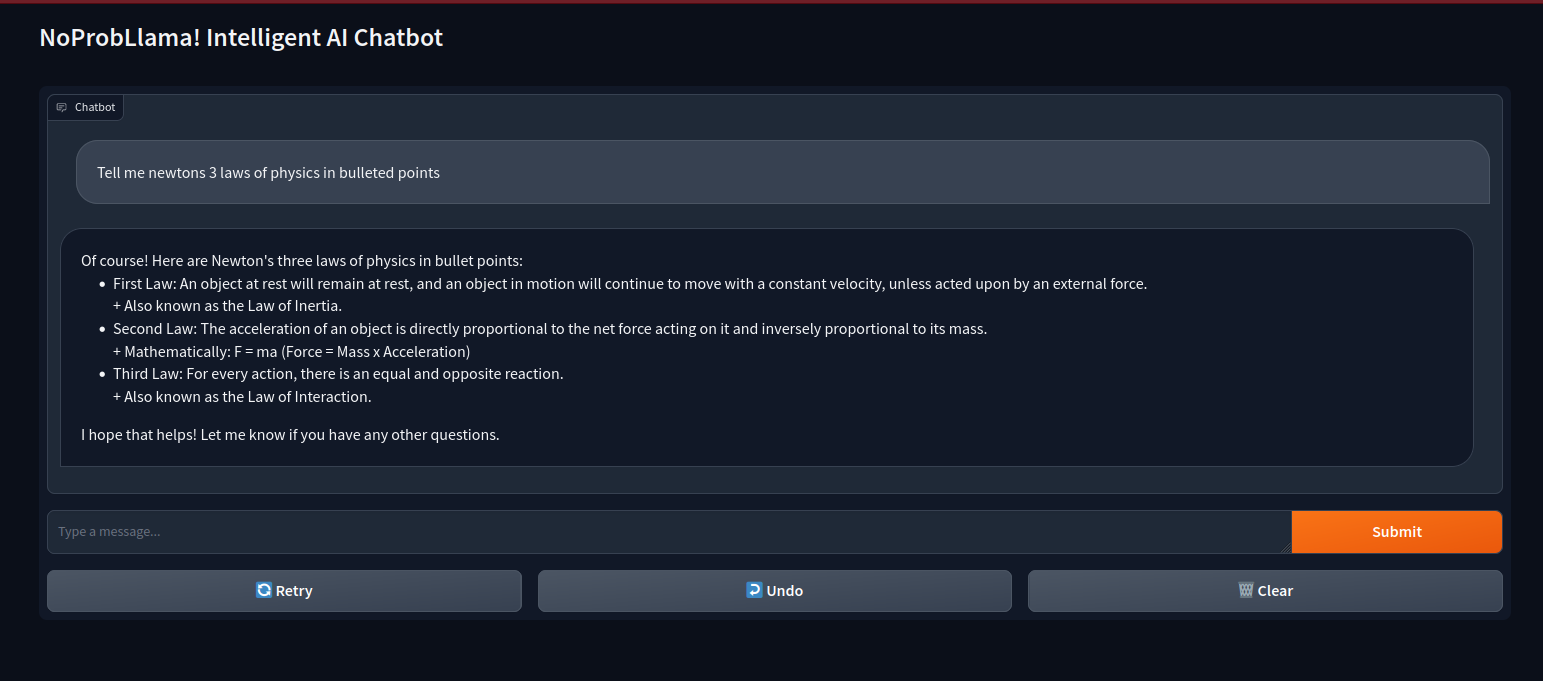 NoProbLlama! Intelligent AI Chatbot
Chatbot
Tell me newtons 3 laws of physics in bulleted points
Of course! Here are Newton's three laws of physics in bullet points:
• First Law: An object at rest will remain at rest, and an object in motion will continue to move with a constant velocity, unless acted upon by an external force.
+ Also known as the Law of Inertia.
• Second Law: The acceleration of an object is directly proportional to the net force acting on it and inversely proportional to its mass.
+ Mathematically: F = ma (Force = Mass x Acceleration)
• Third Law: For every action, there is an equal and opposite reaction.
+ Also known as the Law of Interaction.
I hope that helps! Let me know if you have any other questions.
Type a message...
Submit
Retry
Undo
Clear